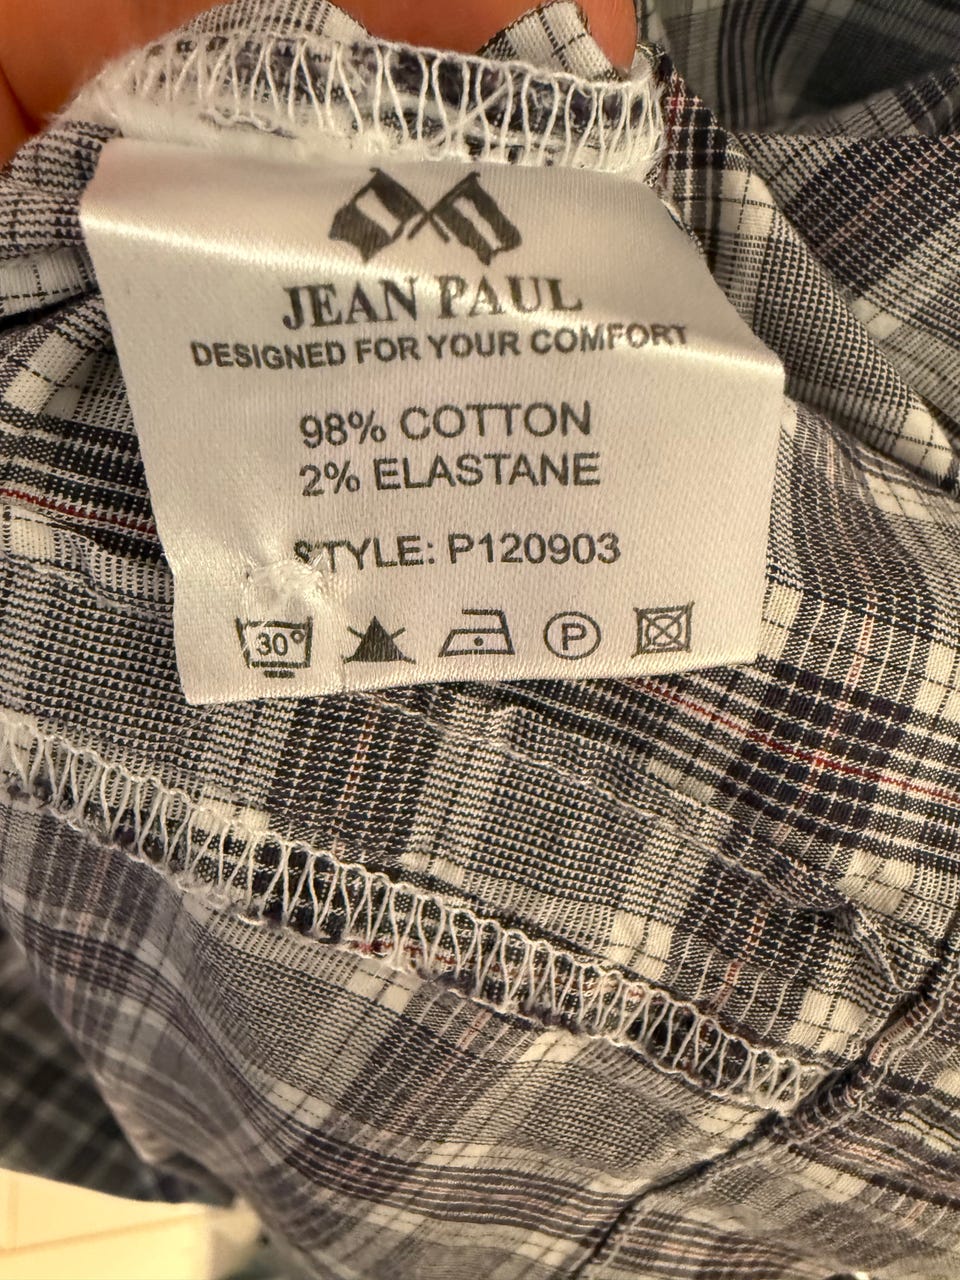 JEAN PAUL
DESIGNED FOR YOUR COMFORT
98% COTTON
2% ELASTANE
STYLE: P120903
30° P